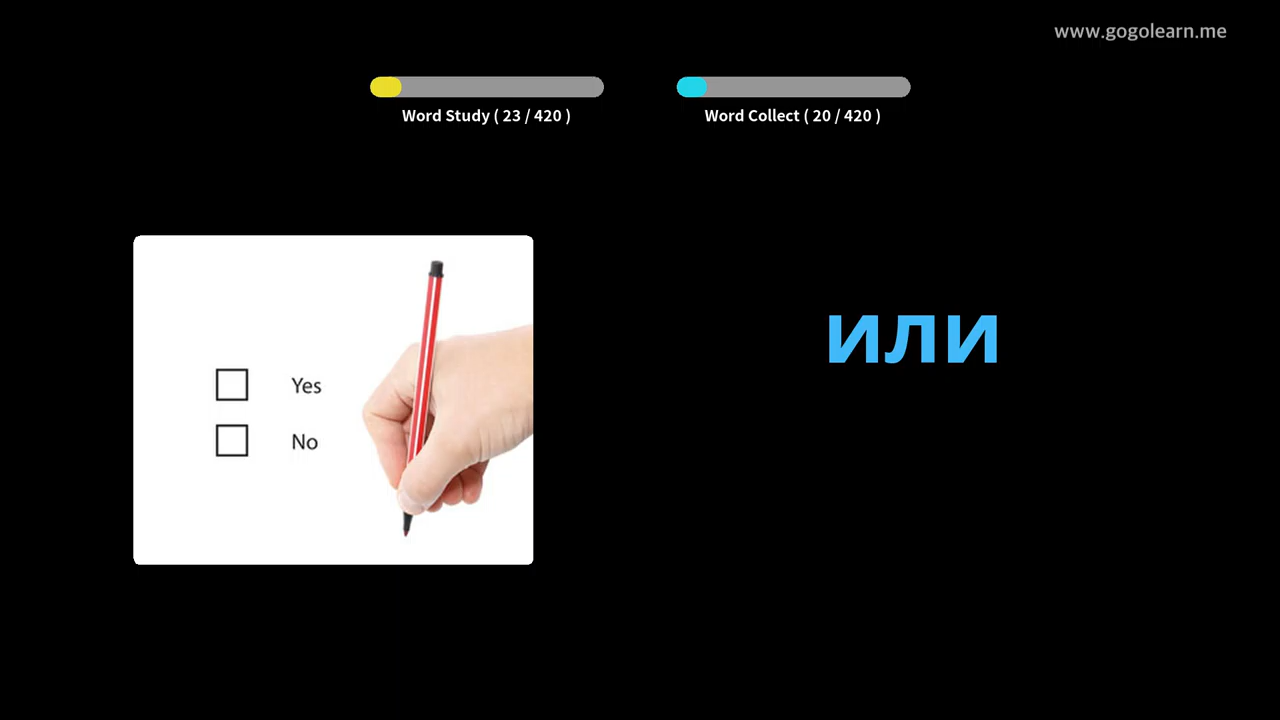 www.gogolearn.me
Word Study ( 23 / 420 )
Word Collect ( 20 / 420 )
Yes
No
или